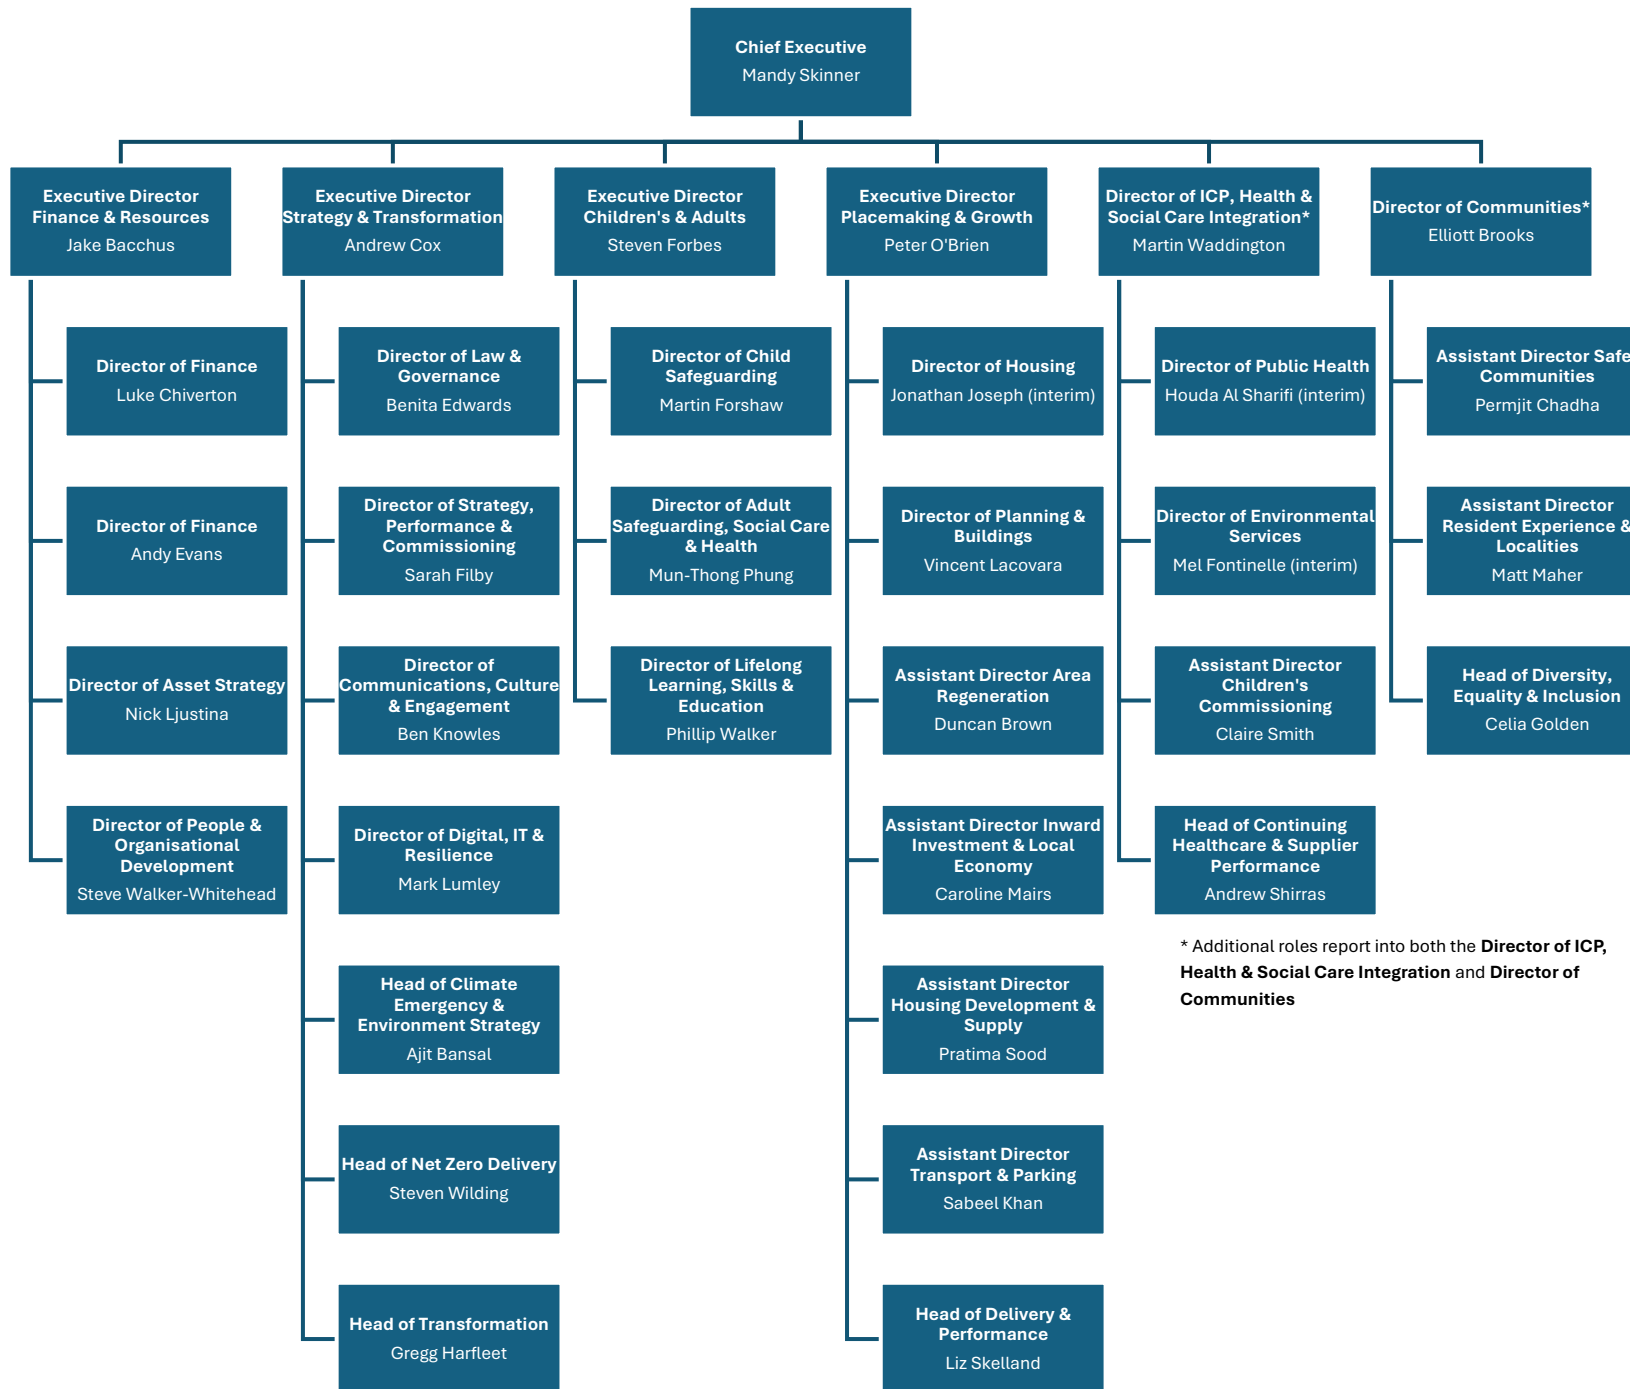 Chief Executive
Mandy Skinner
Executive Director
Finance & Resources
Jake Bacchus
Executive Director
Strategy & Transformation
Andrew Cox
Executive Director
Children's & Adults
Steven Forbes
Executive Director
Placemaking & Growth
Peter O'Brien
Director of ICP, Health &
Social Care Integration*
Martin Waddington
Director of Communities*
Elliott Brooks
Director of Finance
Luke Chiverton
Director of Finance
Andy Evans
Director of Asset Strategy
Nick Ljustina
Director of People &
Organisational
Development
Steve Walker-Whitehead
Director of Law &
Governance
Benita Edwards
Director of Strategy,
Performance &
Commissioning
Sarah Filby
Director of
Communications, Culture
& Engagement
Ben Knowles
Director of Digital, IT &
Resilience
Mark Lumley
Head of Climate
Emergency &
Environment Strategy
Ajit Bansal
Head of Net Zero Delivery
Steven Wilding
Head of Transformation
Gregg Harfleet
Director of Child
Safeguarding
Martin Forshaw
Director of Adult
Safeguarding, Social Care
& Health
Mun-Thong Phung
Director of Lifelong
Learning, Skills &
Education
Phillip Walker
Director of Housing
Jonathan Joseph (interim)
Director of Planning &
Buildings
Vincent Lacovara
Assistant Director Area
Regeneration
Duncan Brown
Assistant Director Inward
Investment & Local
Economy
Caroline Mairs
Assistant Director
Housing Development &
Supply
Pratima Sood
Assistant Director
Transport & Parking
Sabeel Khan
Head of Delivery &
Performance
Liz Skelland
Director of Public Health
Houda Al Sharifi (interim)
Director of Environmental
Services
Mel Fontinelle (interim)
Assistant Director
Children's
Commissioning
Claire Smith
Head of Continuing
Healthcare & Supplier
Performance
Andrew Shirras
Assistant Director Safe
Communities
Permjit Chadha
Assistant Director
Resident Experience &
Localities
Matt Maher
Head of Diversity,
Equality & Inclusion
Celia Golden
* Additional roles report into both the Director of ICP,
Health & Social Care Integration and Director of
Communities